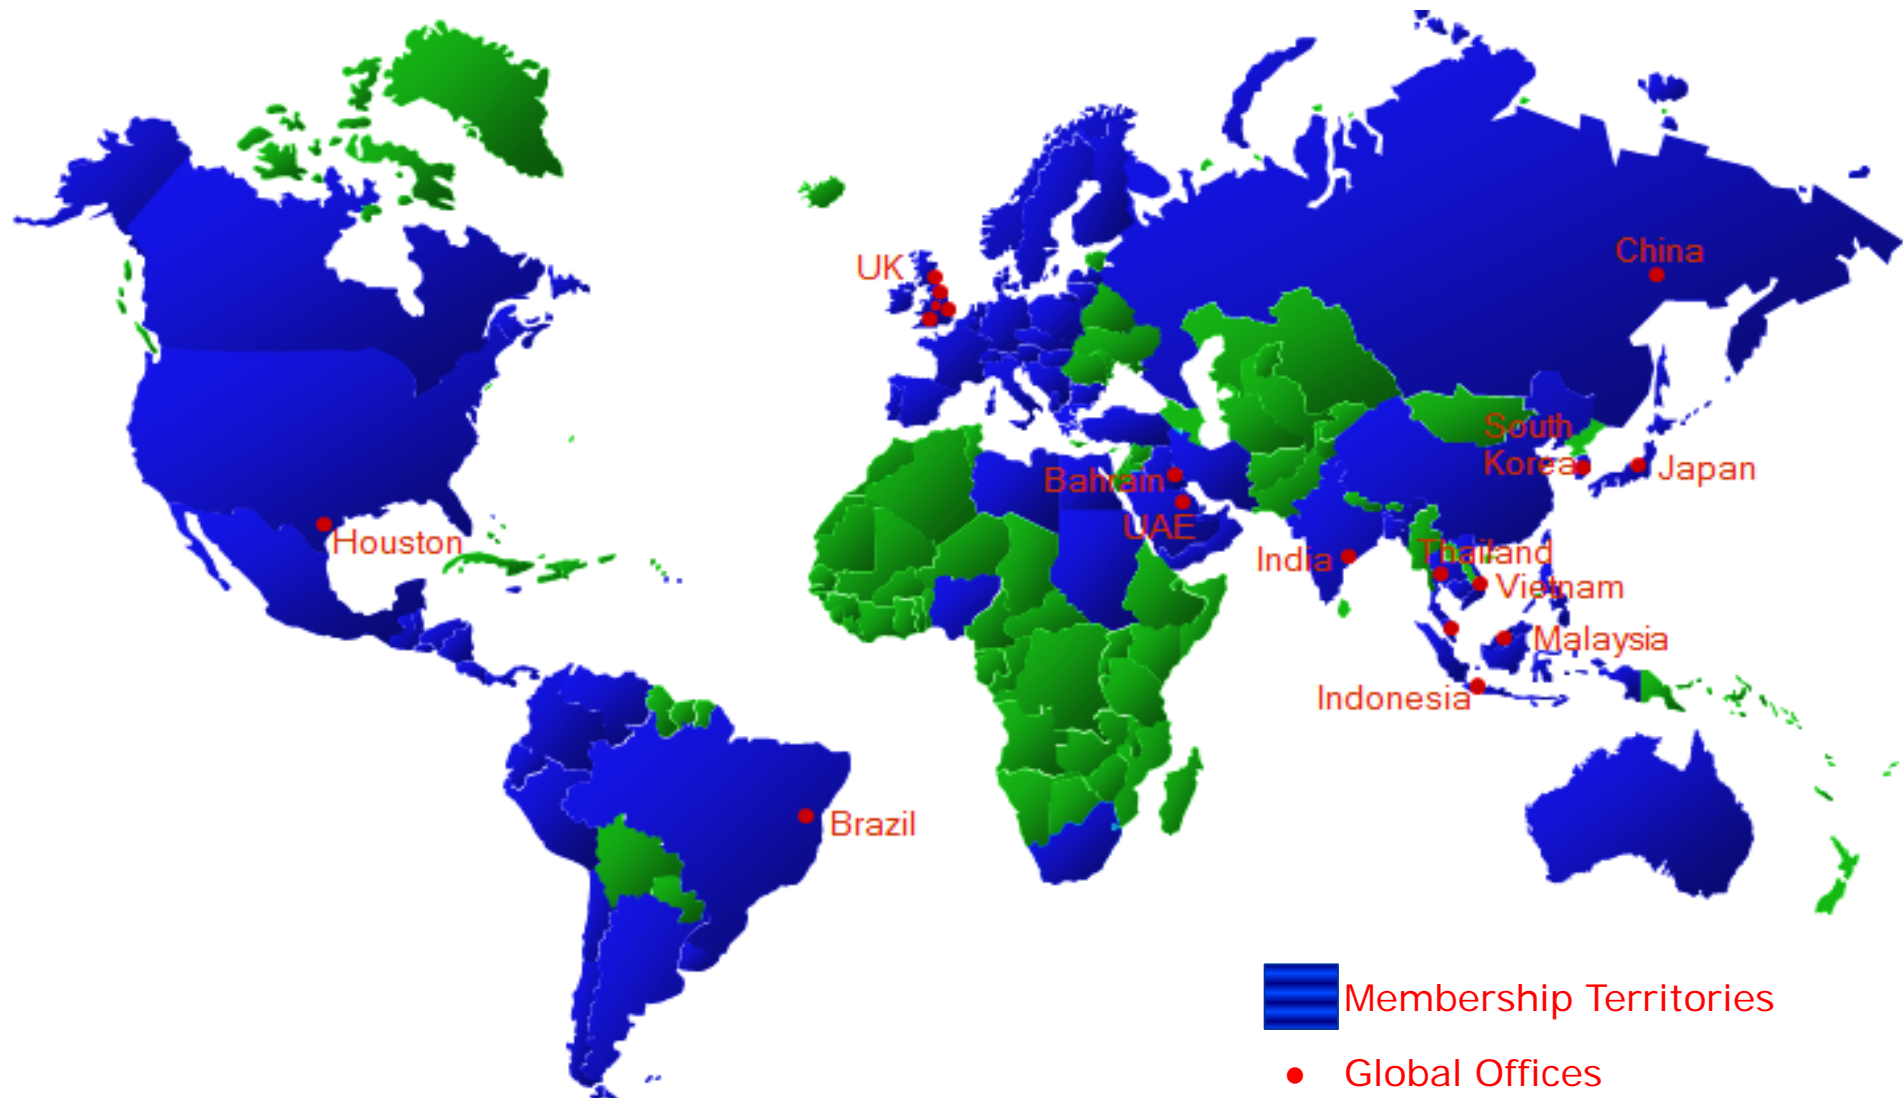 China
UK
South
Korea
Japan
Bahrain
UAE
Houston
India
Thailand
Vietnam
Malaysia
Indonesia
Brazil
Membership Territories
Global Offices